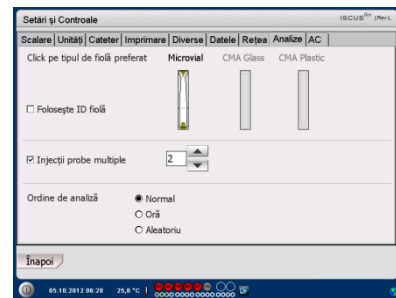 Setări și Controale
ISCUSflex |Rev L
Scalare Unități Cateter Imprimare Diverse Datele Rețea Analize AC
Click pe tipul de fiolă preferat Microvial CMA Glass CMA Plastic
Folosește ID fiolă
Injecții probe multiple 2
Ordine de analiză Normal
Oră
Aleatoriu
Înapoi
05.10.2012 06:28 25,8 °C